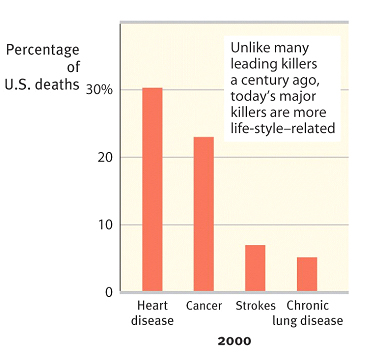 Percentage
of
U.S. deaths
Unlike many
leading killers
a century ago,
today's major
killers are more
life-style–related
30%
20
10
0
Heart
disease
Cancer
Strokes
Chronic
lung disease
2000